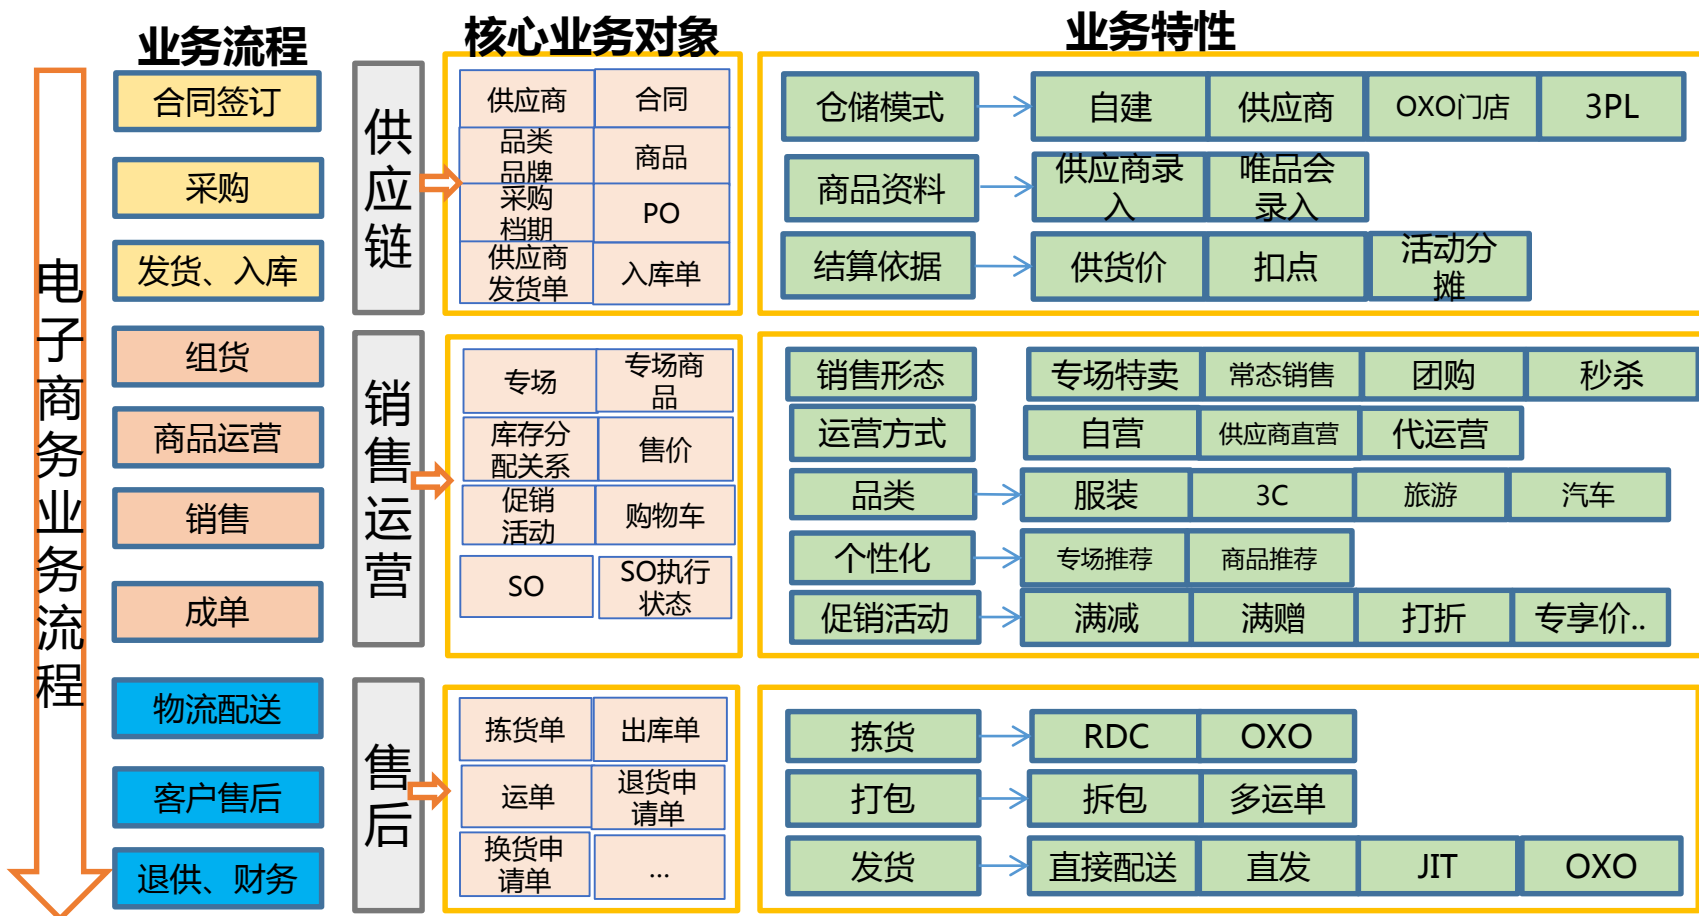 业务流程
核心业务对象
业务特性
电子商务业务流程
合同签订
采购
发货、入库
组货
商品运营
销售
成单
物流配送
客户售后
退供、财务
供应链
供应商
合同
品类
品牌
商品
采购
档期
PO
供应商
发货单
入库单
仓储模式
自建
供应商
OXO门店
3PL
商品资料
供应商录
入
唯品会
录入
结算依据
供货价
扣点
活动分
摊
销售运营
专场
专场商
品
库存分
配关系
售价
促销
活动
购物车
SO
SO执行
状态
销售形态
专场特卖
常态销售
团购
秒杀
运营方式
自营
供应商直营
代运营
品类
服装
3C
旅游
汽车
个性化
专场推荐
商品推荐
促销活动
满减
满赠
打折
专享价..
售后
拣货单
出库单
运单
退货申
请单
换货申
请单
...
拣货
RDC
OXO
打包
拆包
多运单
发货
直接配送
直发
JIT
OXO